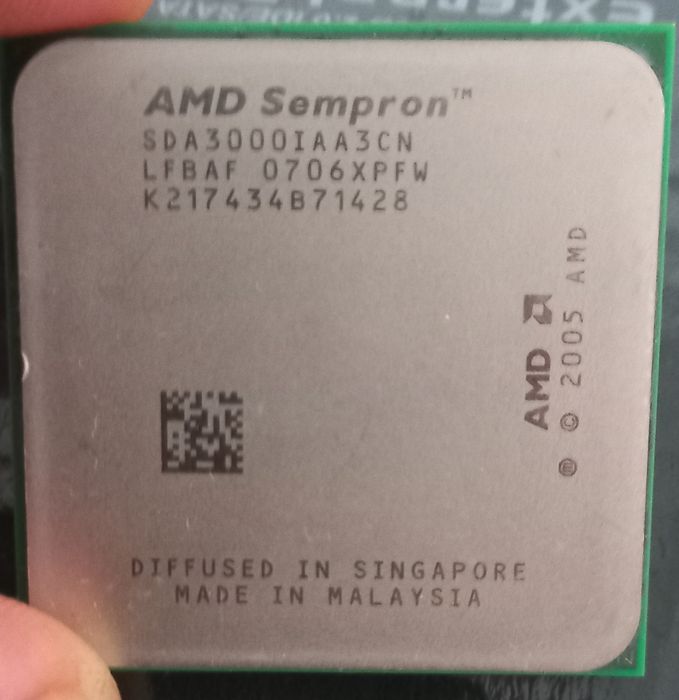 AMD Sempron™
SDA3000IAA3CN
LFBAF 0706XPFW
K217434B71428
AMD
® © 2005 AMD
DIFFUSED IN SINGAPORE
MADE IN MALAYSIA